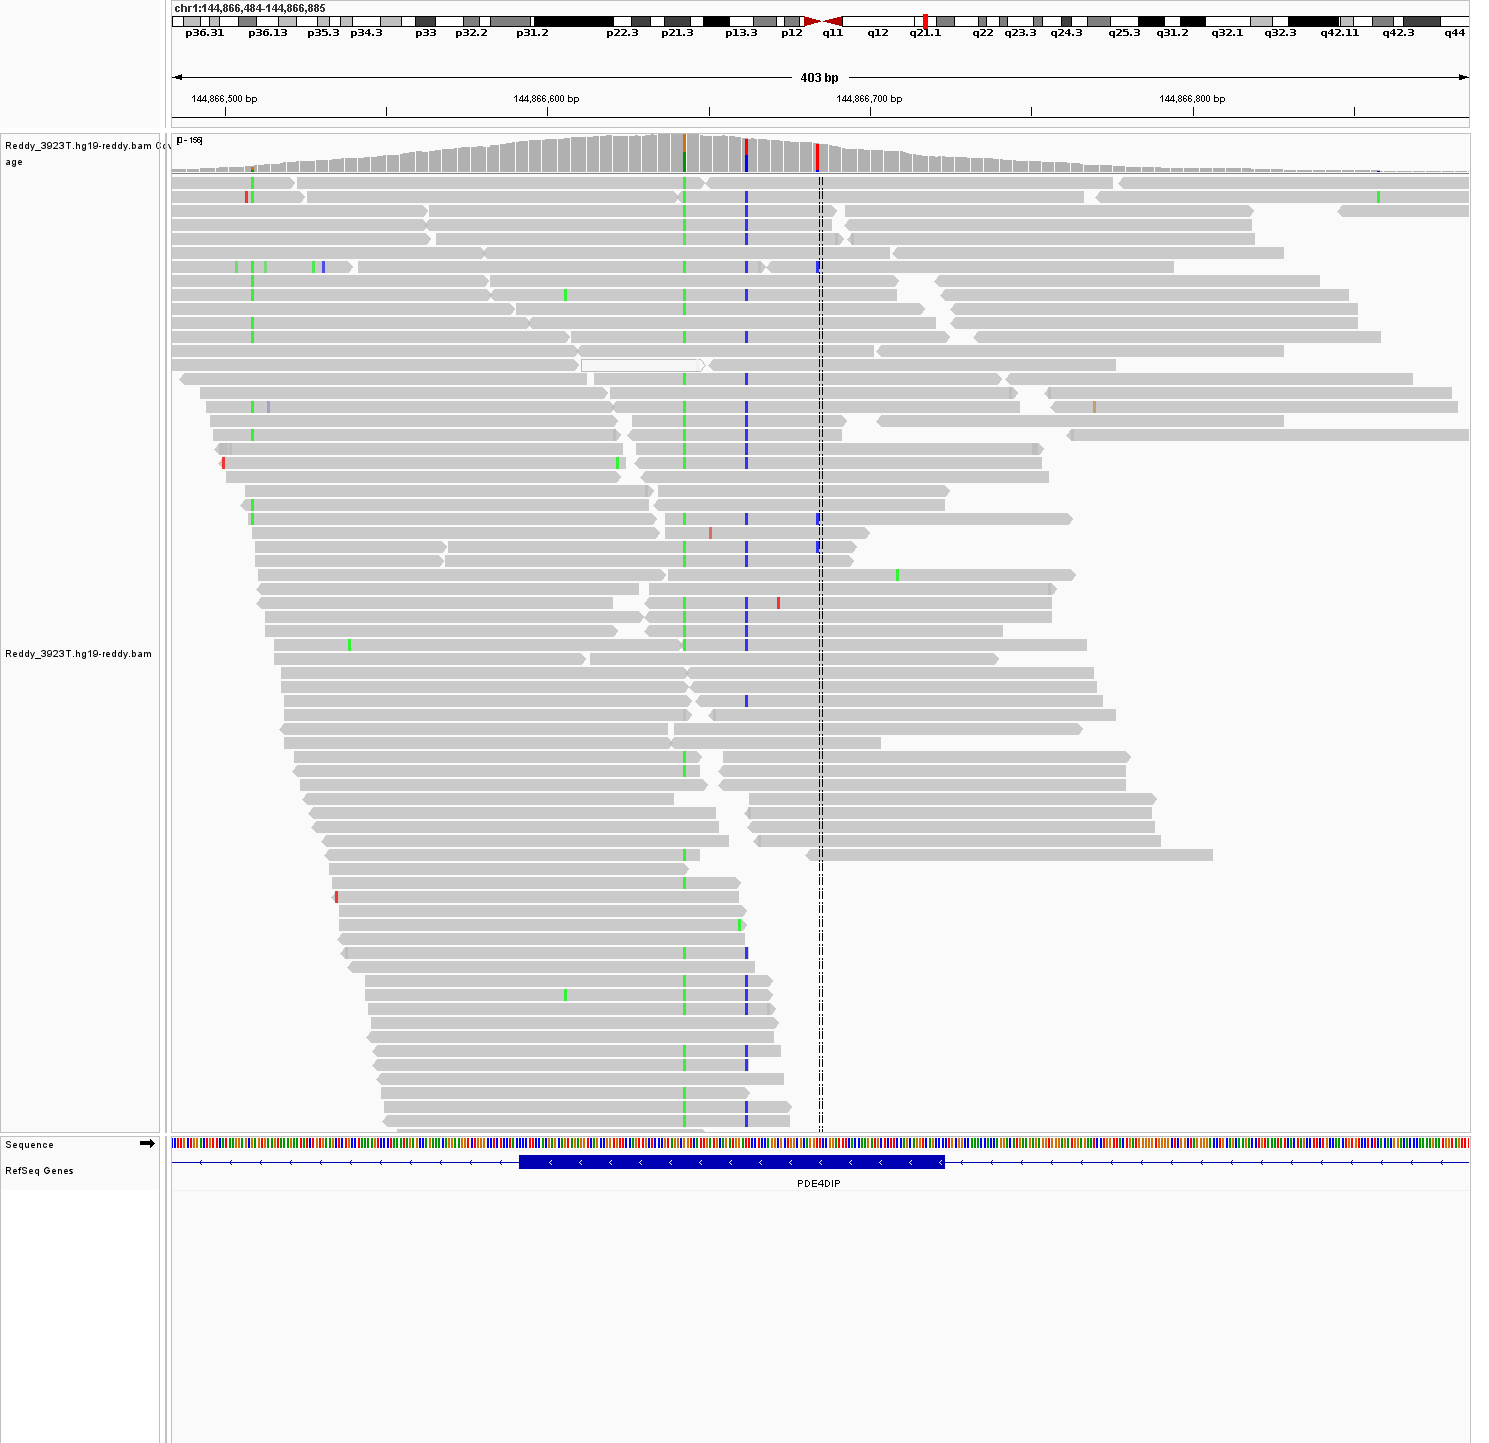 chr1:144,866,484-144,866,885
p36.31 p36.13 p35.3 p34.3 p33 p32.2 p31.2 p22.3 p21.3 p13.3 p12 q11 q12 q21.1 q22 q23.3 q24.3 q25.3 q31.2 q32.1 q32.3 q42.11 q42.3 q44
403 bp
144,866,500 bp 144,866,600 bp 144,866,700 bp 144,866,800 bp
Reddy_3923T.hg19-reddy.bam Cov
age
[0 - 156]
Reddy_3923T.hg19-reddy.bam
Sequence
RefSeq Genes
PDE4DIP